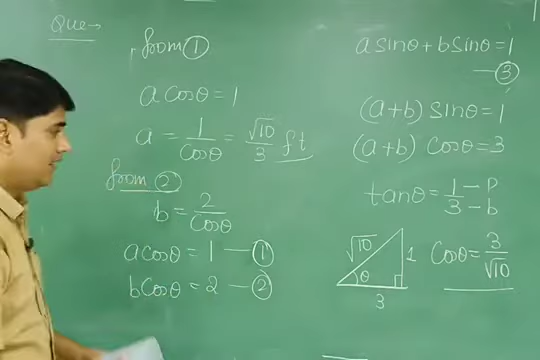 Que→
from ①
a cosθ = 1
a = 1/cosθ = √10/3 ft
from ②
b = 2/cosθ
a cosθ = 1 — ①
b cosθ = 2 — ②
a sinθ + b sinθ = 1
— ③
(a+b) sinθ = 1
(a+b) cosθ = 3
tanθ = 1/3 – p – b
√10 1 θ 3
cosθ = 3/√10